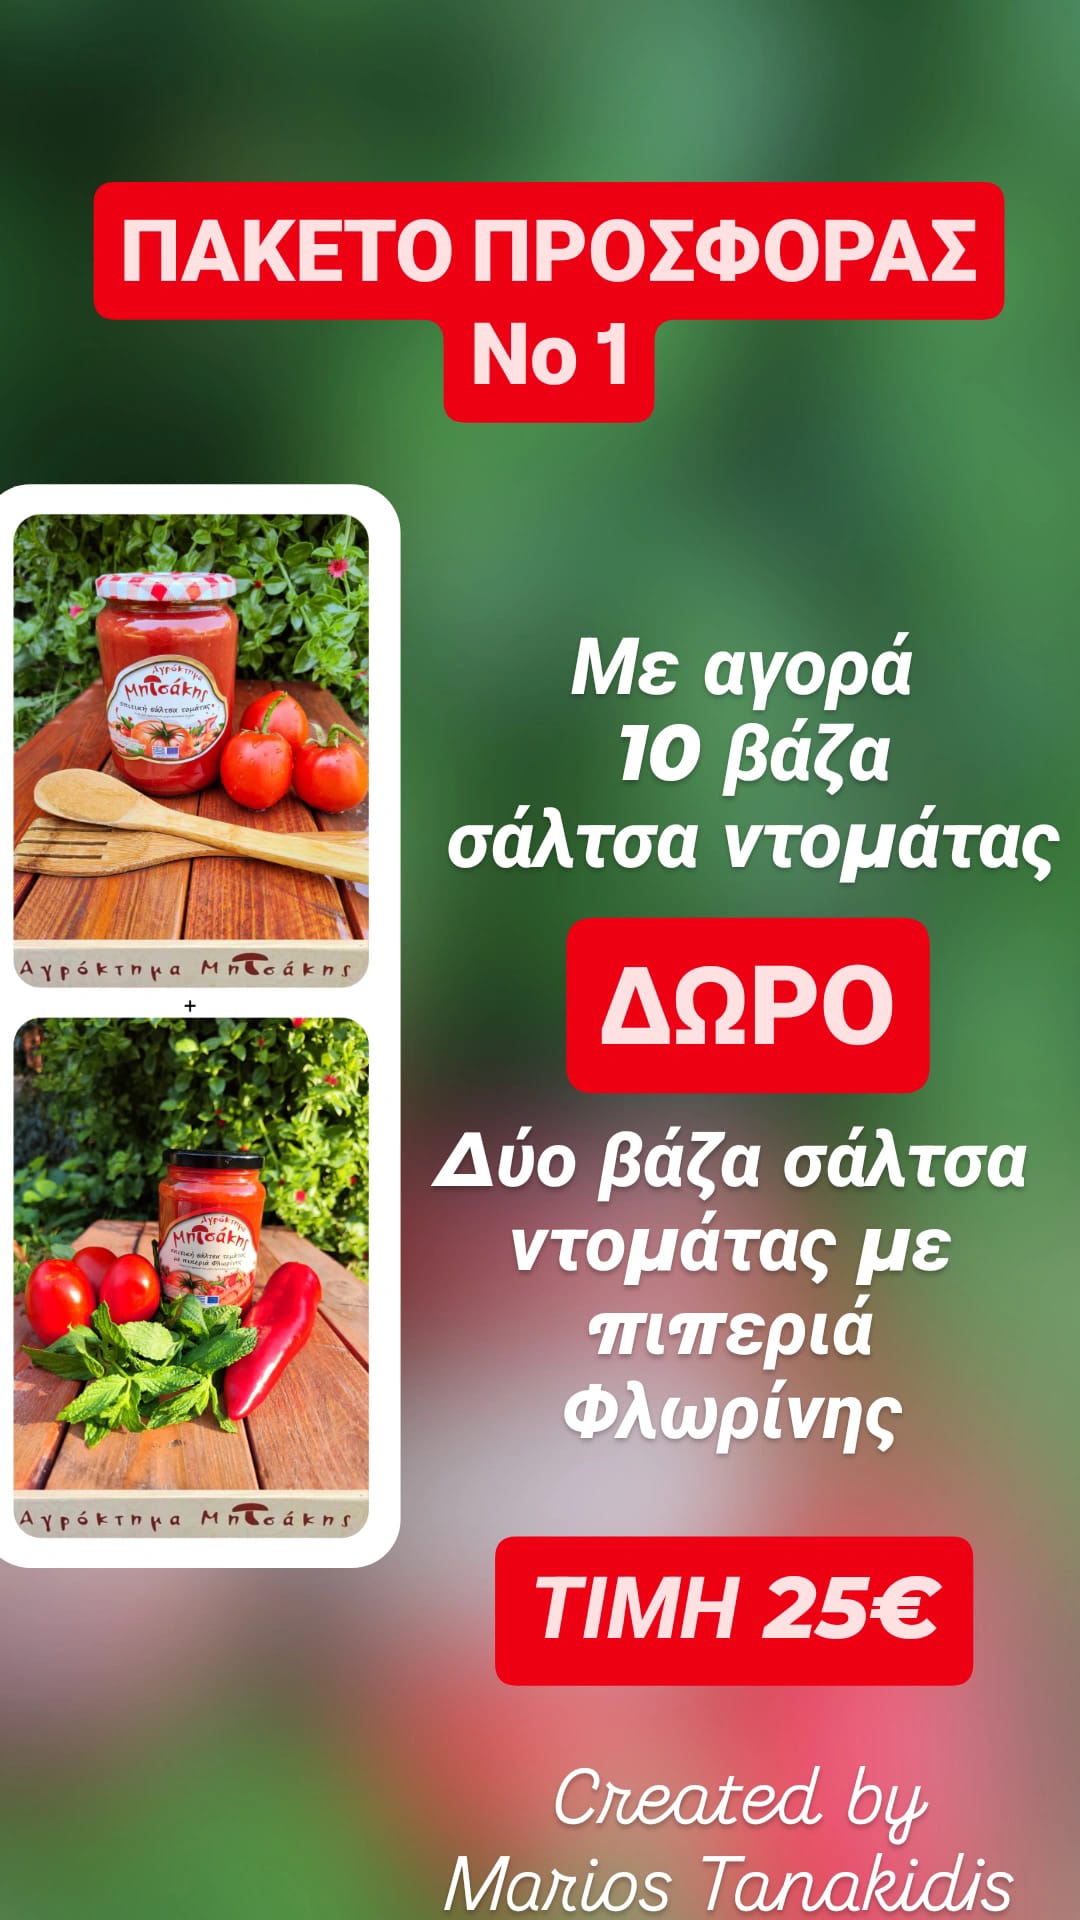 ΠΑΚΕΤΟ ΠΡΟΣΦΟΡΑΣ
Νο 1
Αγρόκτημα
Μητσάκης
σπιτική σάλτσα τομάτας
Αγρόκτημα Μητσάκης
+
Αγρόκτημα
Μητσάκης
σπιτική σάλτσα τομάτας
με πιπεριά Φλωρίνης
Αγρόκτημα Μητσάκης
Με αγορά
10 βάζα
σάλτσα ντομάτας
ΔΩΡΟ
Δύο βάζα σάλτσα
ντομάτας με
πιπεριά
Φλωρίνης
ΤΙΜΗ 25€
Created by
Marios Tanakidis